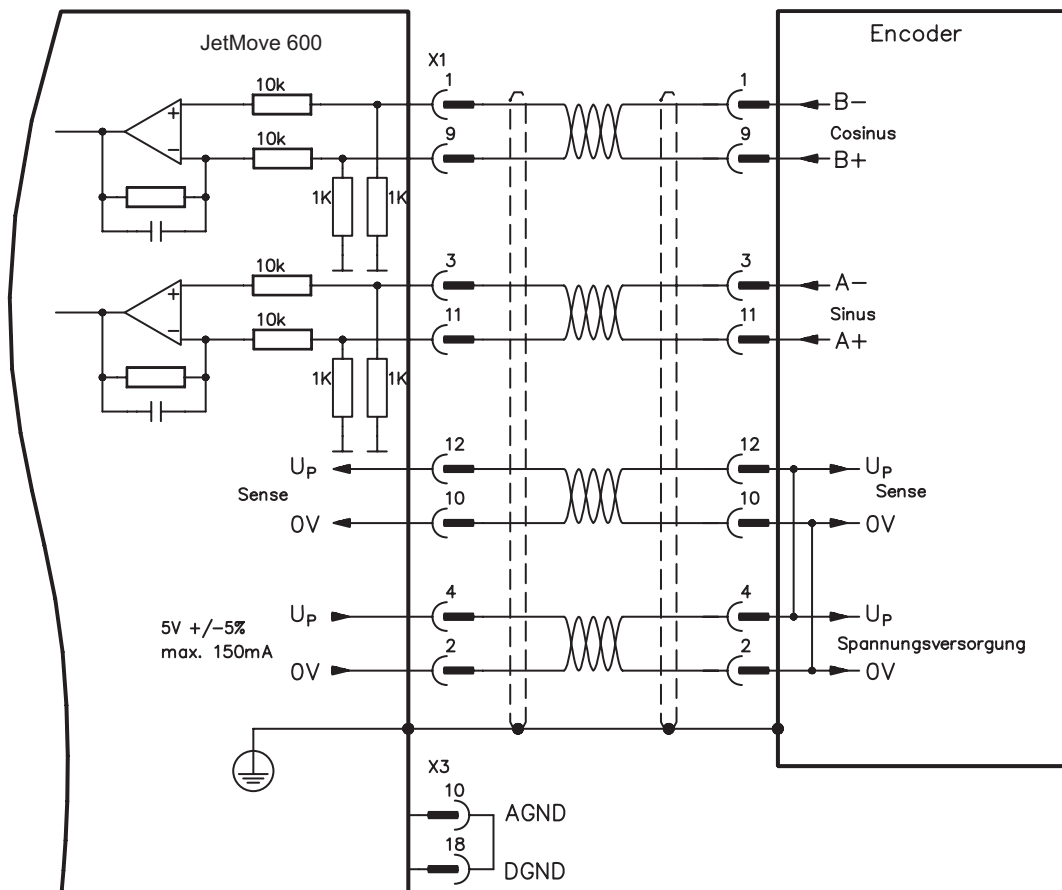 JetMove 600
Encoder
X1
10k
1
1
B−
+
Cosinus
−
10k
9
9
B+
1K
1K
10k
3
3
A−
+
Sinus
−
10k
11
11
A+
1K
1K
UP
12
12
UP
Sense
Sense
0V
10
10
0V
UP
4
4
UP
5V +/−5%
max. 150mA
Spannungsversorgung
0V
2
2
0V
X3
10
AGND
18
DGND